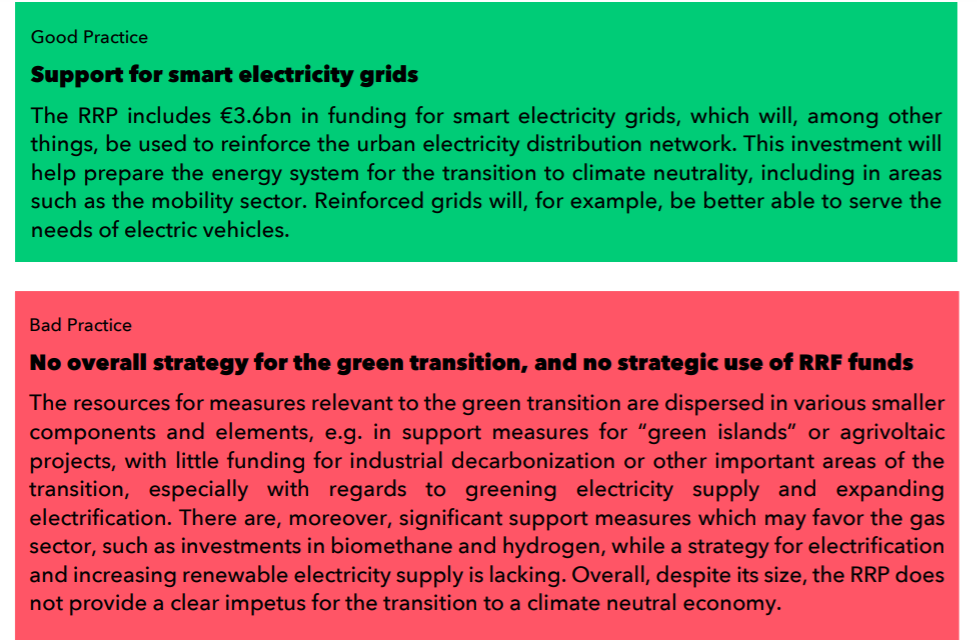 Good Practice
Support for smart electricity grids
The RRP includes €3.6bn in funding for smart electricity grids, which will, among other
things, be used to reinforce the urban electricity distribution network. This investment will
help prepare the energy system for the transition to climate neutrality, including in areas
such as the mobility sector. Reinforced grids will, for example, be better able to serve the
needs of electric vehicles.
Bad Practice
No overall strategy for the green transition, and no strategic use of RRF funds
The resources for measures relevant to the green transition are dispersed in various smaller
components and elements, e.g. in support measures for “green islands” or agrivoltaic
projects, with little funding for industrial decarbonization or other important areas of the
transition, especially with regards to greening electricity supply and expanding
electrification. There are, moreover, significant support measures which may favor the gas
sector, such as investments in biomethane and hydrogen, while a strategy for electrification
and increasing renewable electricity supply is lacking. Overall, despite its size, the RRP does
not provide a clear impetus for the transition to a climate neutral economy.